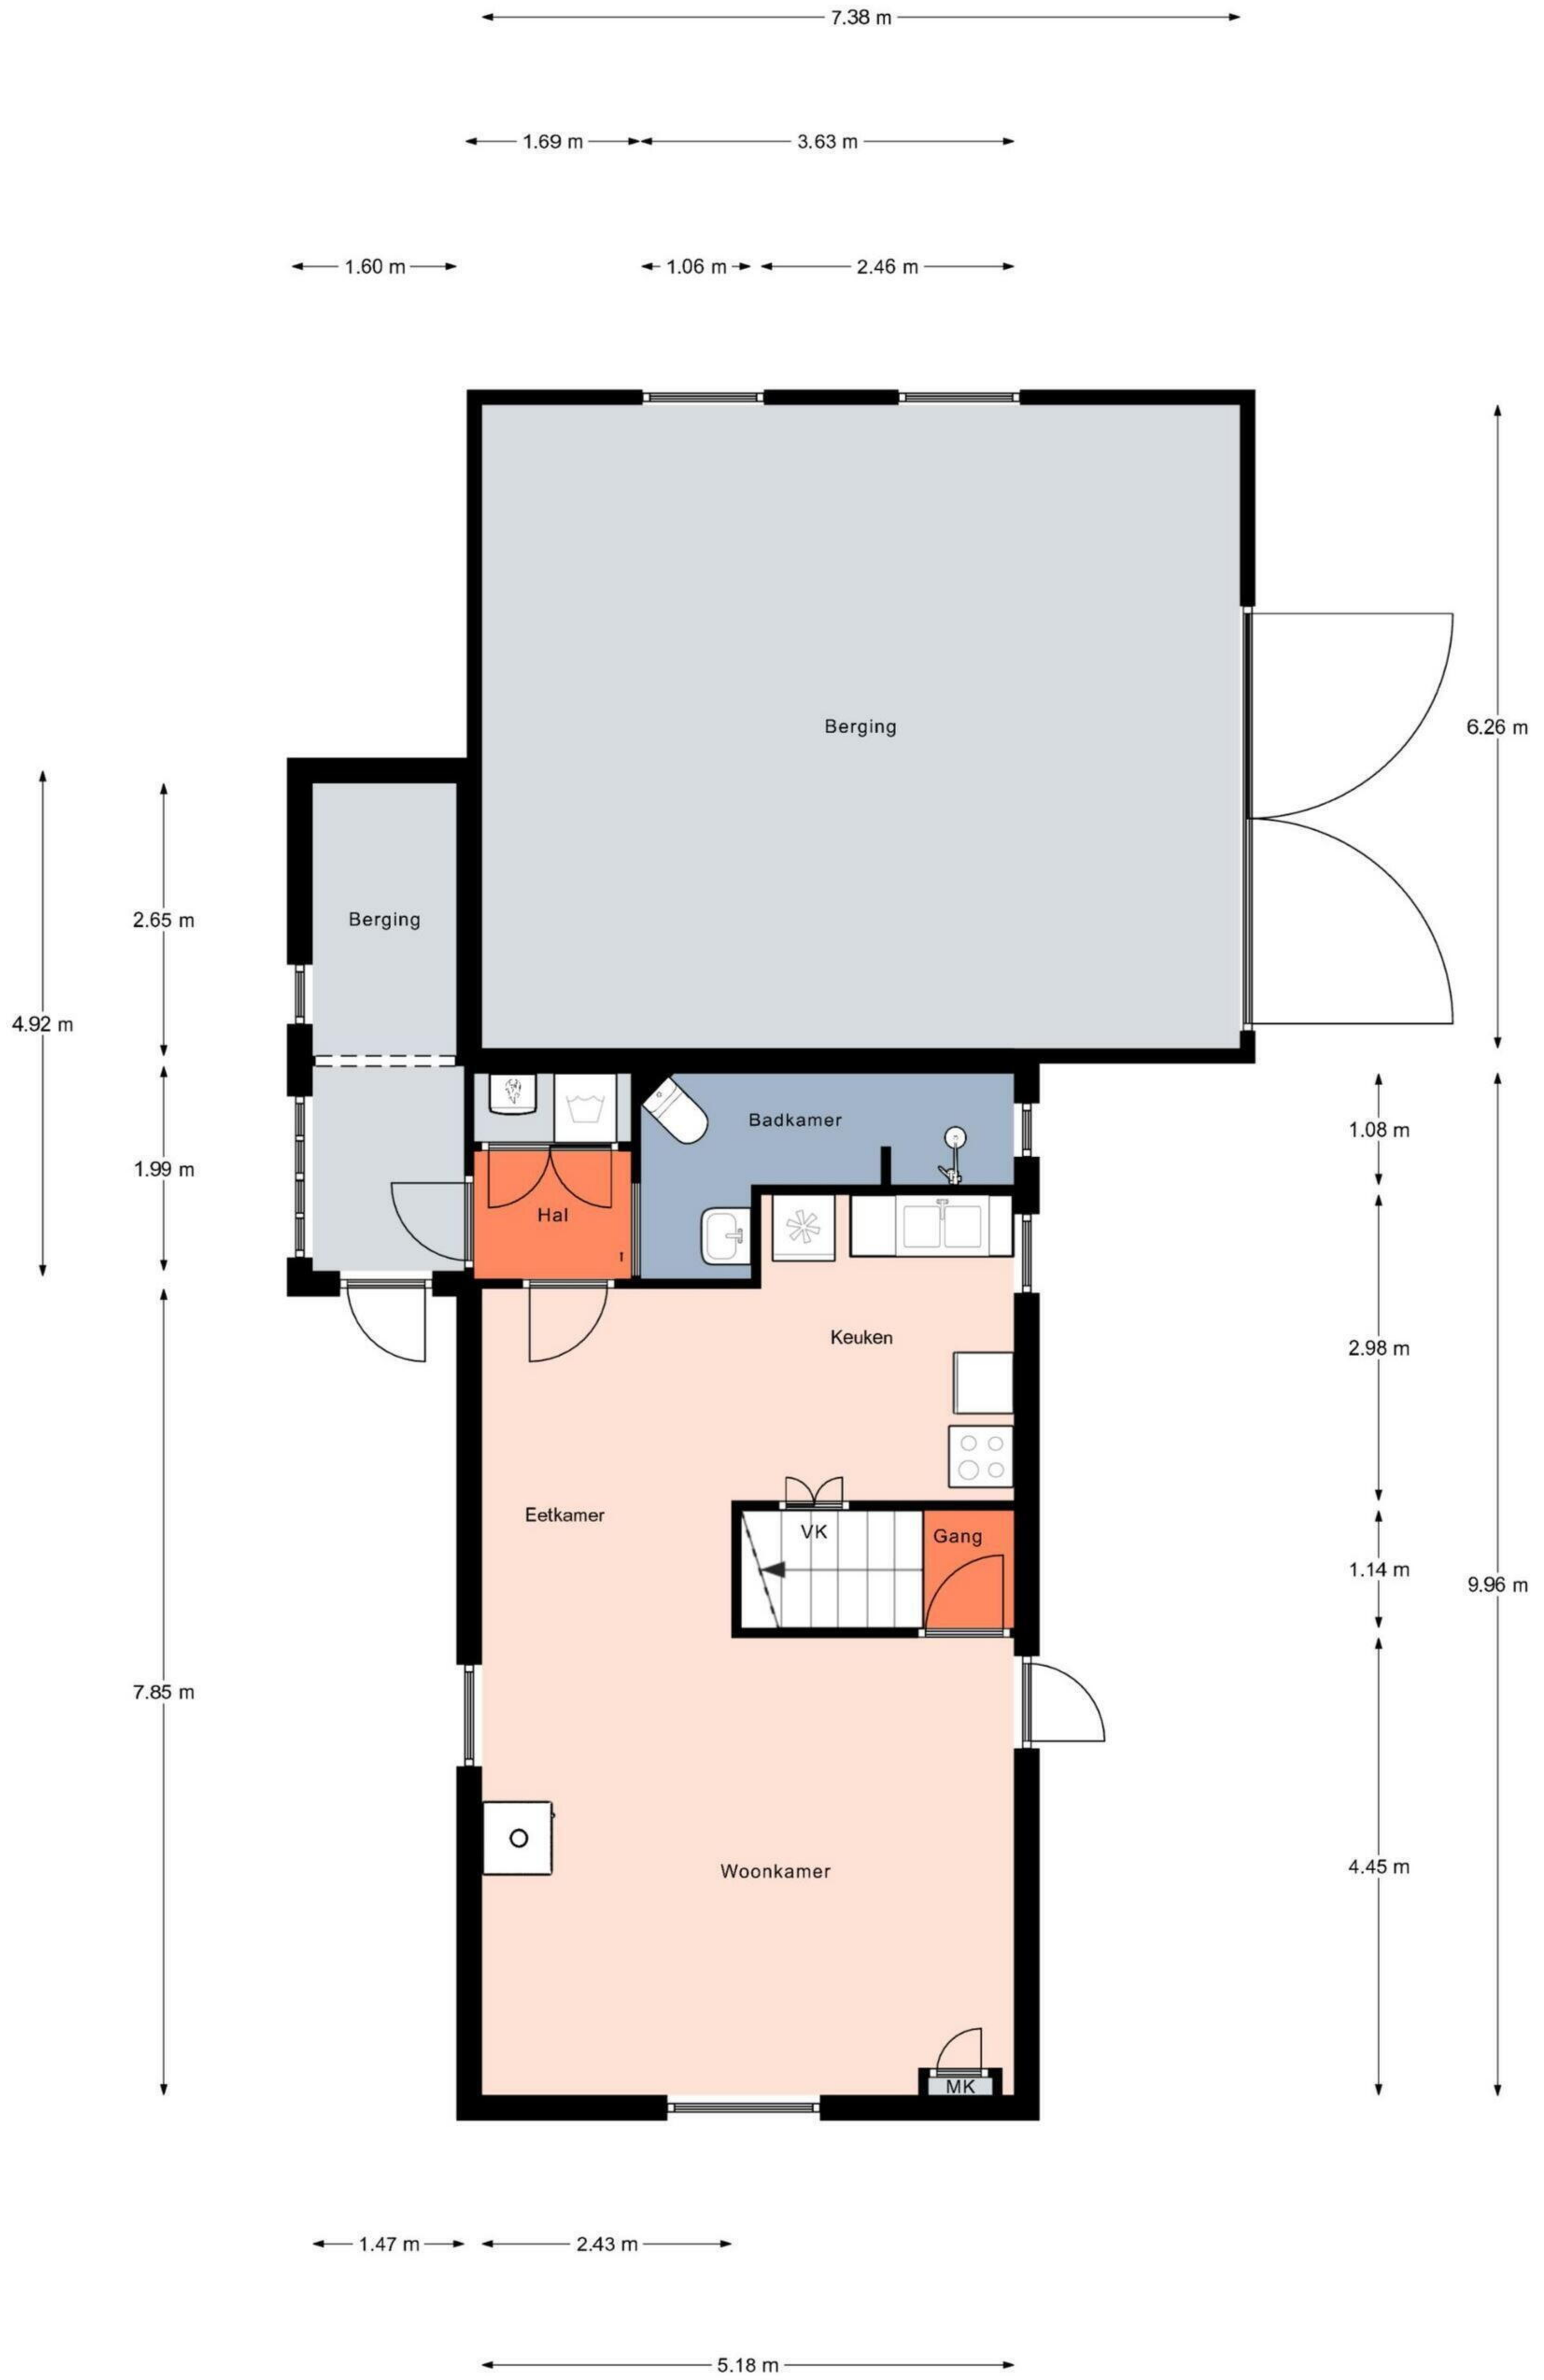 7.38 m
1.69 m 3.63 m
1.60 m 1.06 m 2.46 m
Berging
6.26 m
Berging
2.65 m
4.92 m
Badkamer
1.08 m
1.99 m
Hal
Keuken
2.98 m
Eetkamer
VK
Gang
1.14 m
9.96 m
7.85 m
4.45 m
Woonkamer
MK
1.47 m 2.43 m
5.18 m